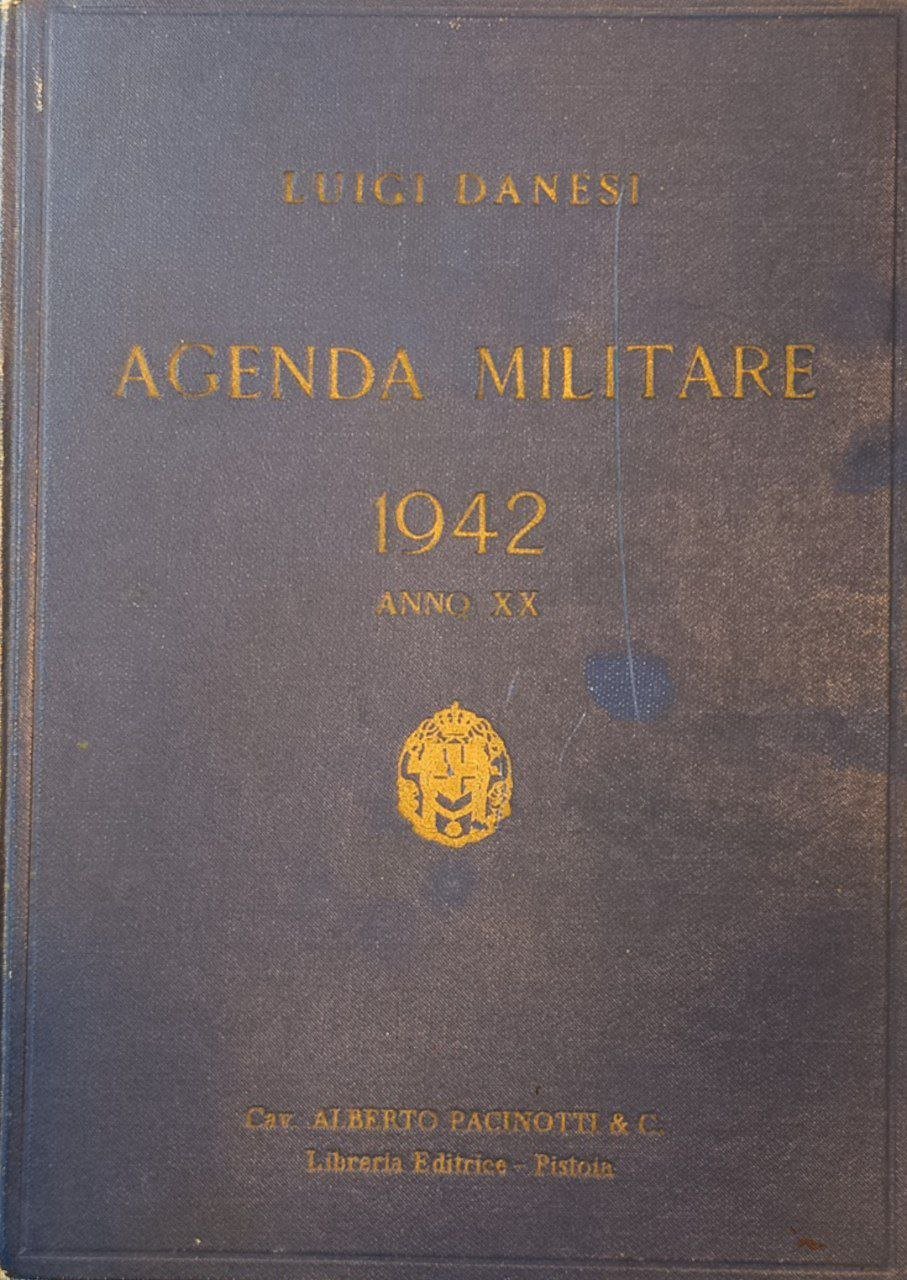 LUIGI DANESI
AGENDA MILITARE
1942
ANNO XX
Cav. ALBERTO PACINOTTI & C.
Libreria Editrice - Pistoia